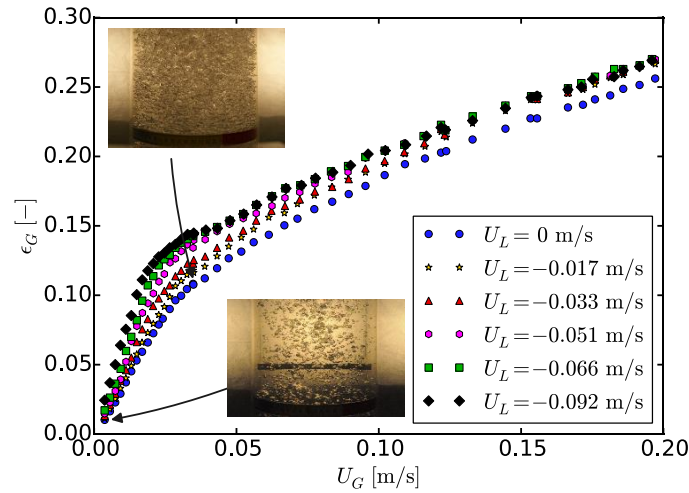 0.30
0.25
0.20
0.15
0.10
0.05
0.00
ϵ_G [−]
U_L = 0 m/s
U_L = −0.017 m/s
U_L = −0.033 m/s
U_L = −0.051 m/s
U_L = −0.066 m/s
U_L = −0.092 m/s
0.00 0.05 0.10 0.15 0.20
U_G [m/s]